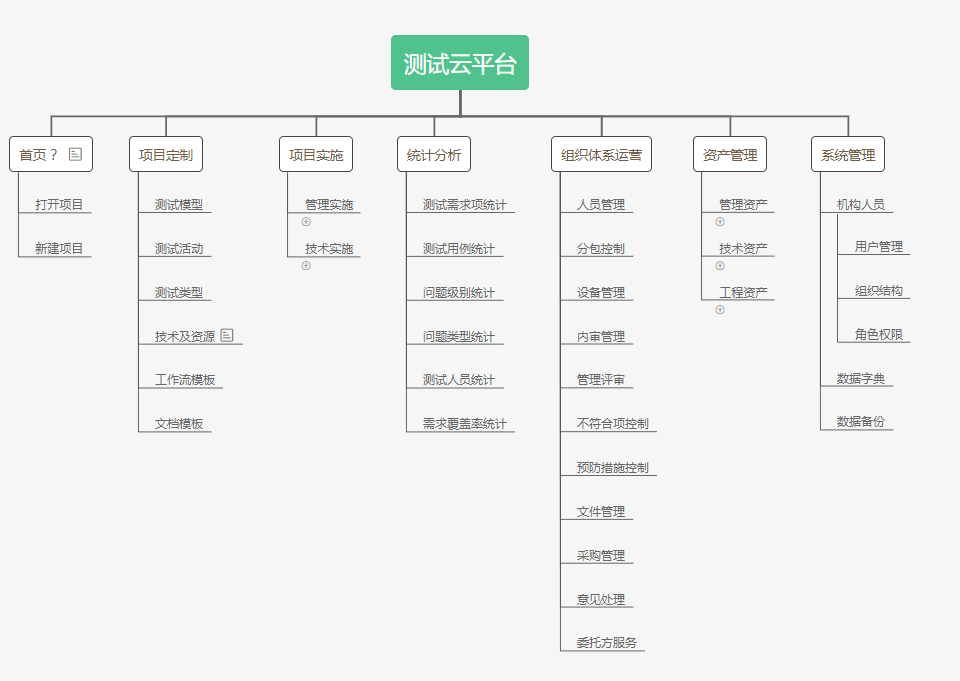 测试云平台
首页？
打开项目
新建项目
项目定制
测试模型
测试活动
测试类型
技术及资源
工作流模板
文档模板
项目实施
管理实施
技术实施
统计分析
测试需求项统计
测试用例统计
问题级别统计
问题类型统计
测试人员统计
需求覆盖率统计
组织体系运营
人员管理
分包控制
设备管理
内审管理
管理评审
不符合项控制
预防措施控制
文件管理
采购管理
意见处理
委托方服务
资产管理
管理资产
技术资产
工程资产
系统管理
机构人员
用户管理
组织结构
角色权限
数据字典
数据备份